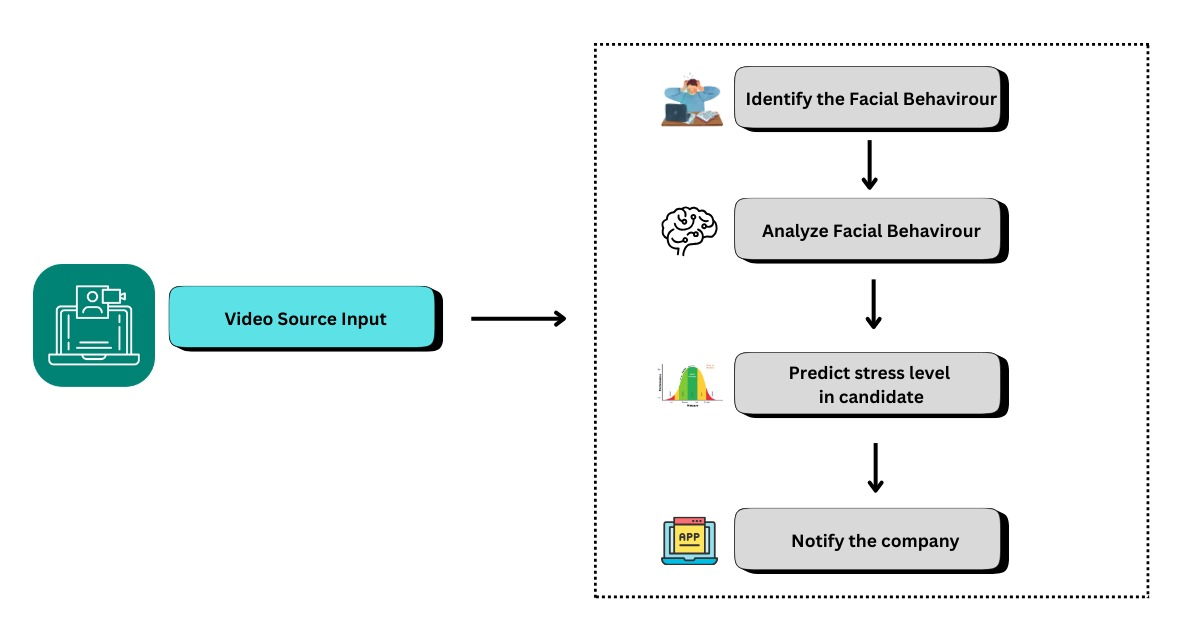 Identify the Facial Behavirour
Analyze Facial Behavirour
Video Source Input
Predict stress level
in candidate
APP
Notify the company